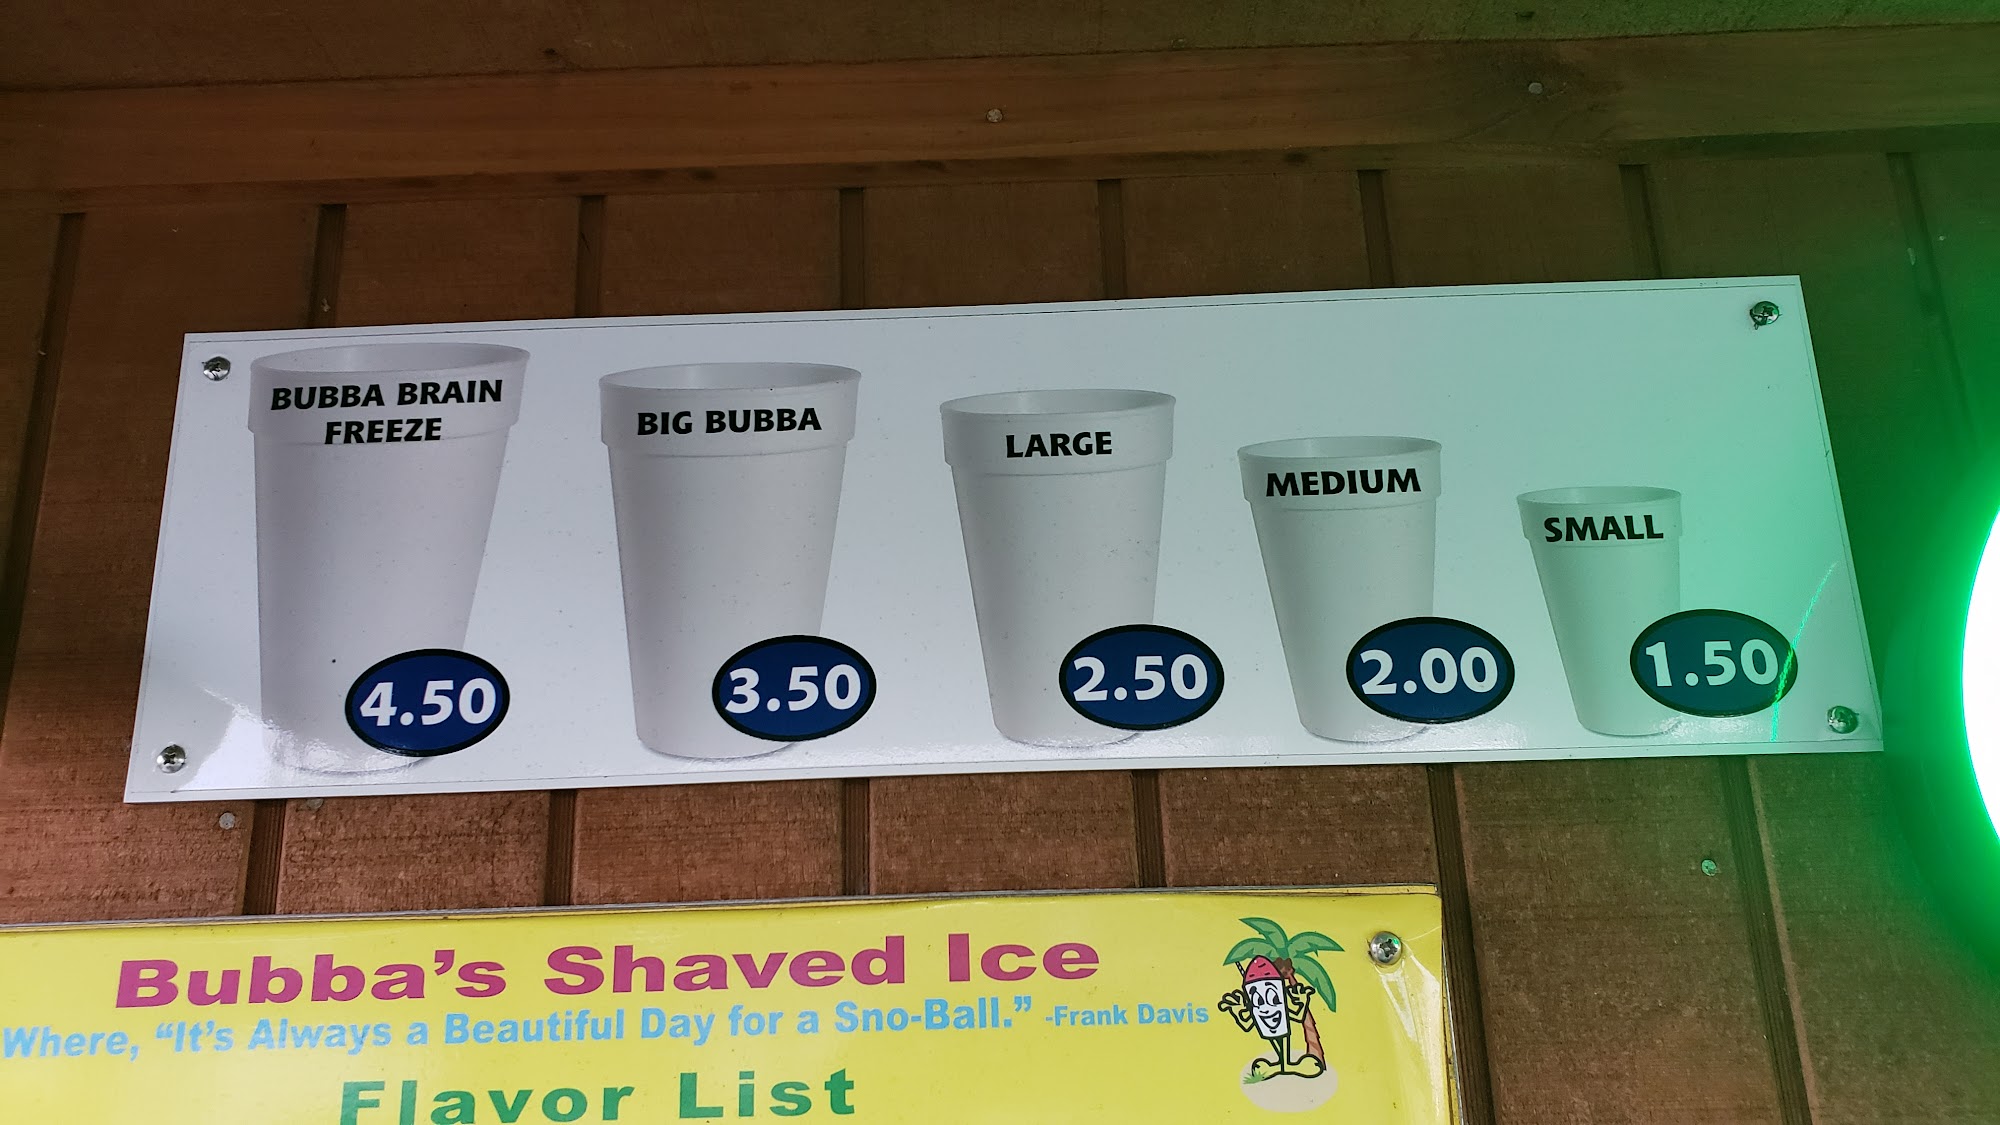 BUBBA BRAIN
FREEZE
4.50
BIG BUBBA
3.50
LARGE
2.50
MEDIUM
2.00
SMALL
1.50
Bubba's Shaved Ice
Where, "It's Always a Beautiful Day for a Sno-Ball." -Frank Davis
Flavor List